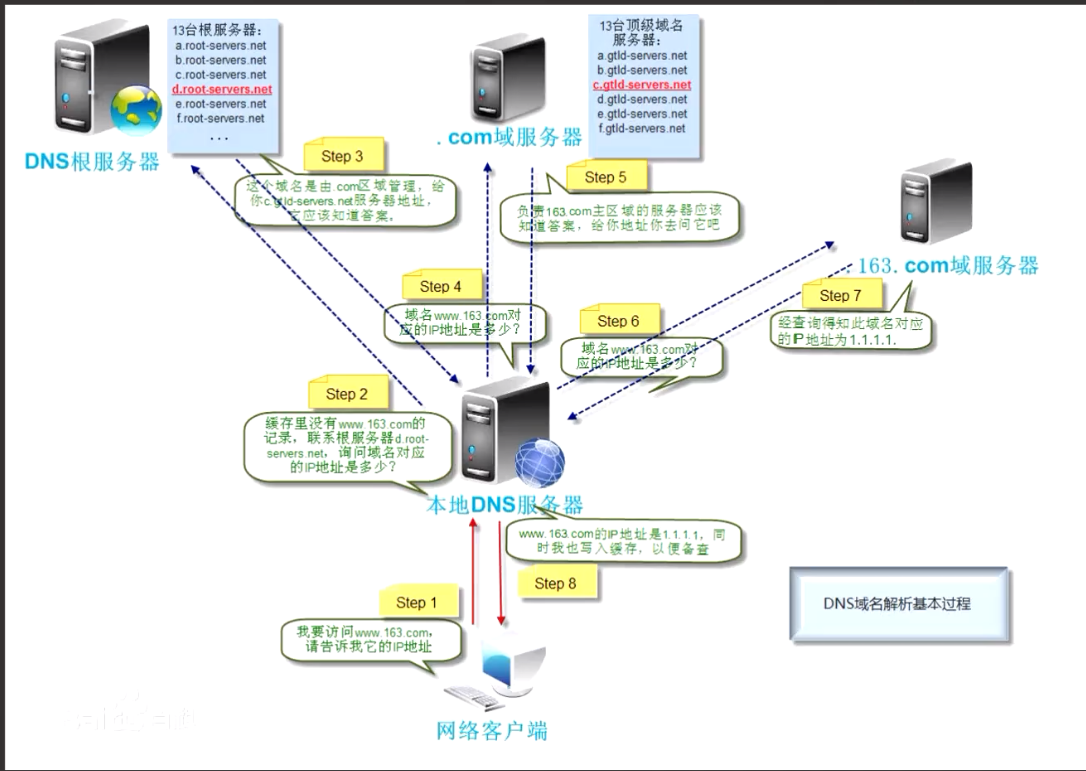 13台根服务器：
a.root-servers.net
b.root-servers.net
c.root-servers.net
d.root-servers.net
e.root-servers.net
f.root-servers.net
...
DNS根服务器
13台顶级域名
服务器：
a.gtld-servers.net
b.gtld-servers.net
c.gtld-servers.net
d.gtld-servers.net
e.gtld-servers.net
f.gtld-servers.net
.com域服务器
Step 3
这个域名是由.com区域管理，给
你c.gtld-servers.net服务器地址，
它应该知道答案。
Step 5
负责163.com主区域的服务器应该
知道答案，给你地址你去问它吧
.163.com域服务器
Step 4
域名www.163.com对
应的IP地址是多少？
Step 6
域名www.163.com对
应的IP地址是多少？
Step 7
经查询得知此域名对应
的IP地址为1.1.1.1.
Step 2
缓存里没有www.163.com的
记录，联系根服务器d.root-
servers.net，询问域名对应
的IP地址是多少？
本地DNS服务器
www.163.com的IP地址是1.1.1.1，同
时我也写入缓存，以便备查
Step 8
Step 1
我要访问www.163.com，
请告诉我它的IP地址
网络客户端
DNS域名解析基本过程